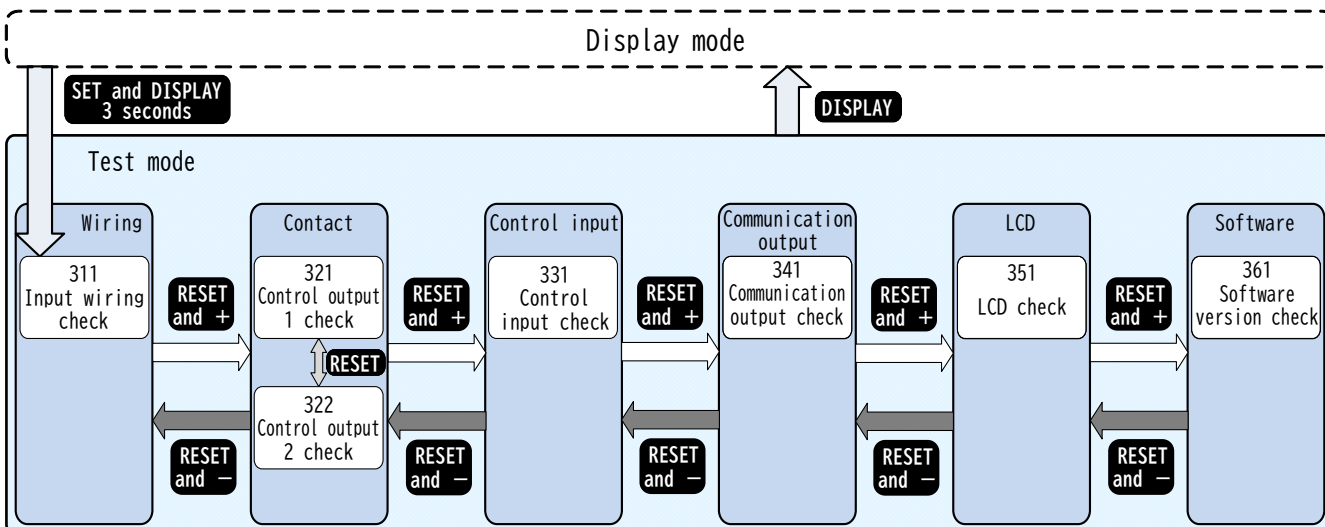 Display mode
SET and DISPLAY
3 seconds
DISPLAY
Test mode
Wiring
311
Input wiring
check
RESET
and +
RESET
and −
Contact
321
Control output
1 check
RESET
322
Control output
2 check
RESET
and +
RESET
and −
Control input
331
Control
input check
RESET
and +
RESET
and −
Communication
output
341
Communication
output check
RESET
and +
RESET
and −
LCD
351
LCD check
RESET
and +
RESET
and −
Software
361
Software
version check